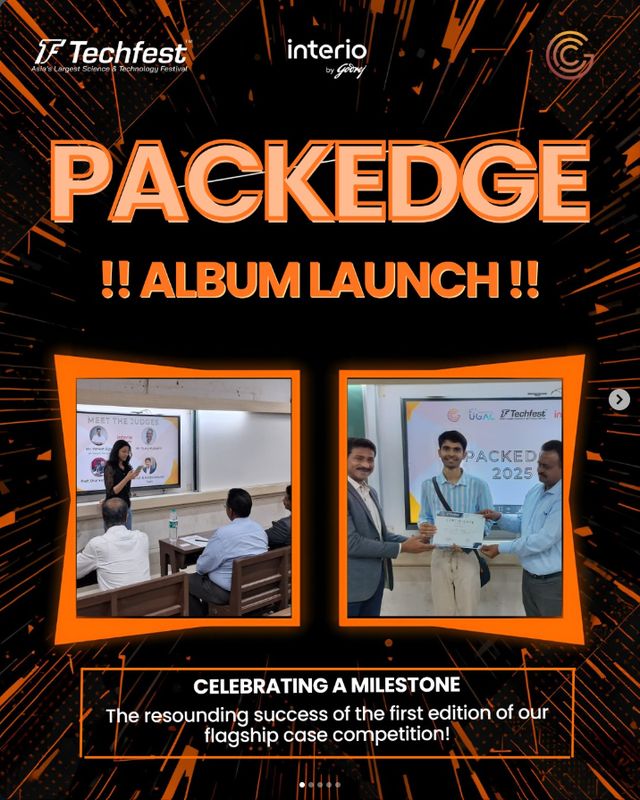 Techfest
Asia's Largest Science & Technology Festival
interio
by Godrej
PACKEDGE
!! ALBUM LAUNCH !!
MEET THE JUDGES
UGAC
Techfest
PACKED
2025
CELEBRATING A MILESTONE
The resounding success of the first edition of our
flagship case competition!